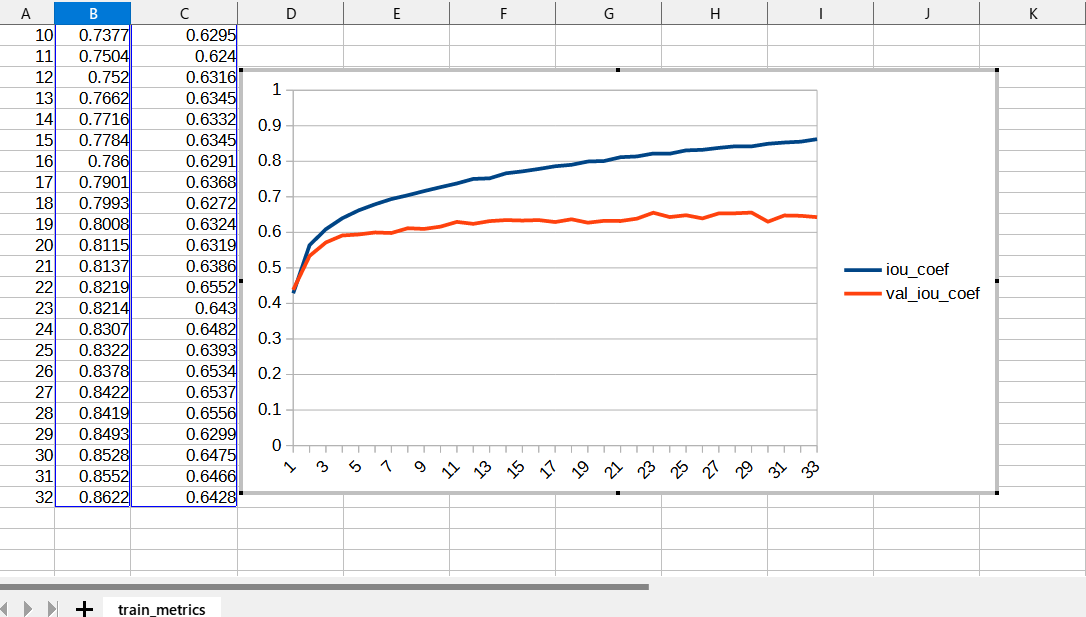 A B C D E F G H I J K
10 0.7377 0.6295
11 0.7504 0.624
12 0.752 0.6316
13 0.7662 0.6345
14 0.7716 0.6332
15 0.7784 0.6345
16 0.786 0.6291
17 0.7901 0.6368
18 0.7993 0.6272
19 0.8008 0.6324
20 0.8115 0.6319
21 0.8137 0.6386
22 0.8219 0.6552
23 0.8214 0.643
24 0.8307 0.6482
25 0.8322 0.6393
26 0.8378 0.6534
27 0.8422 0.6537
28 0.8419 0.6556
29 0.8493 0.6299
30 0.8528 0.6475
31 0.8552 0.6466
32 0.8622 0.6428
1
0.9
0.8
0.7
0.6
0.5
0.4
0.3
0.2
0.1
0
1 3 5 7 9 11 13 15 17 19 21 23 25 27 29 31 33
iou_coef
val_iou_coef
train_metrics